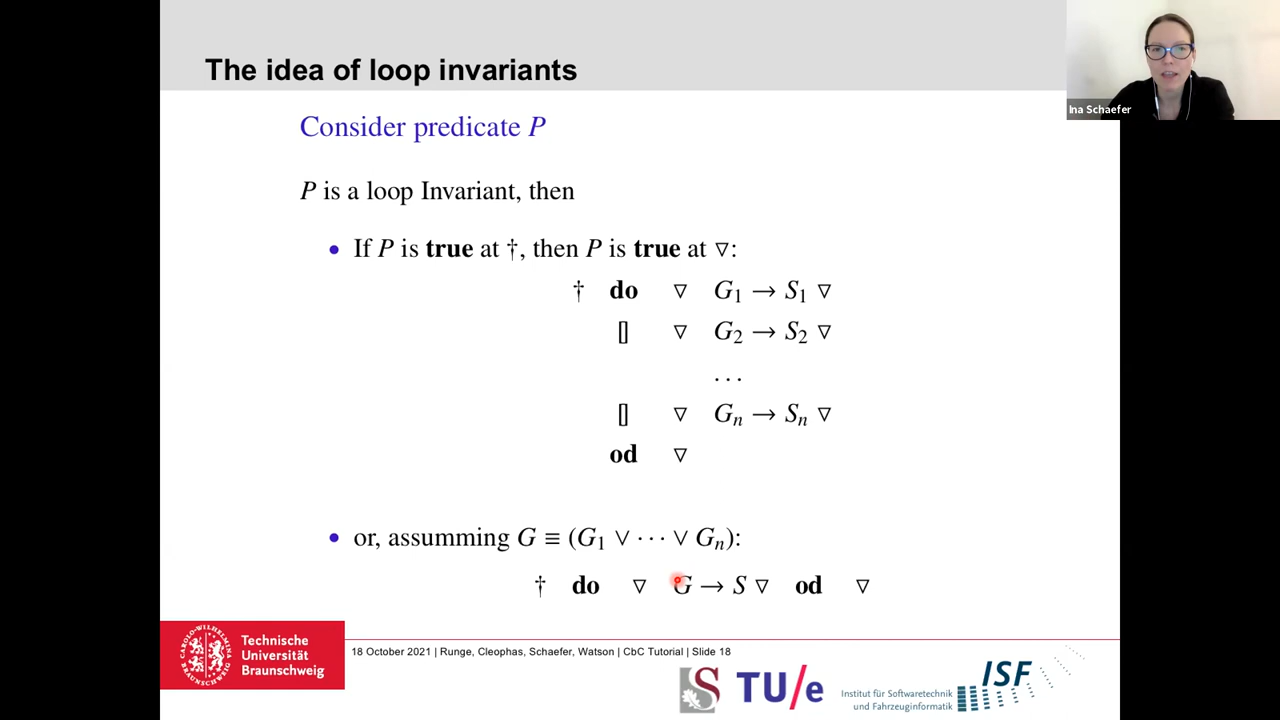 The idea of loop invariants
Ina Schaefer
Consider predicate P
P is a loop Invariant, then
• If P is true at †, then P is true at ▽:
† do ▽ G₁ → S₁ ▽
[] ▽ G₂ → S₂ ▽
...
[] ▽ Gₙ → Sₙ ▽
od ▽
• or, assumming G ≡ (G₁ ∨ ··· ∨ Gₙ):
† do ▽ G → S ▽ od ▽
Technische
Universität
Braunschweig
18 October 2021 | Runge, Cleophas, Schaefer, Watson | CbC Tutorial | Slide 18
S
TU/e
Institut für Softwaretechnik
und Fahrzeuginformatik
ISF